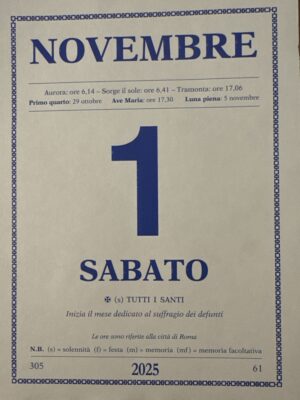 NOVEMBRE
Aurora: ore 6,14 – Sorge il sole: ore 6,41 – Tramonta: ore 17,06
Primo quarto: 29 ottobre Ave Maria: ore 17,30 Luna piena: 5 novembre
1
SABATO
✠ (s) TUTTI I SANTI
Inizia il mese dedicato al suffragio dei defunti
Le ore sono riferite alla città di Roma
N.B. (s) = solennità (f) = festa (m) = memoria (mf) = memoria facoltativa
305 2025 61